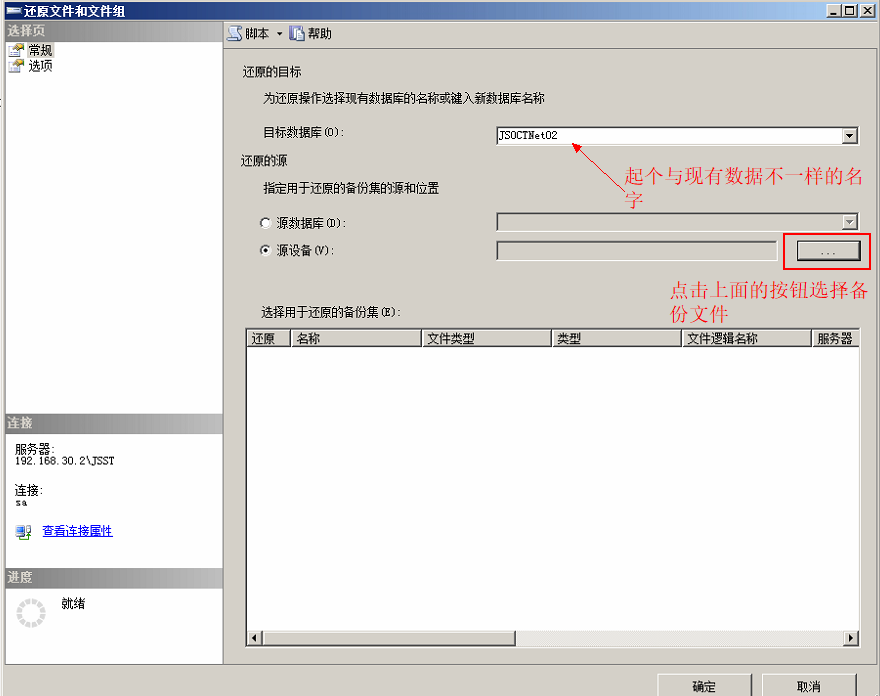 还原文件和文件组
选择页
常规
选项
脚本
帮助
还原的目标
为还原操作选择现有数据库的名称或键入新数据库名称
目标数据库(O):
JSOCTNet02
起个与现有数据不一样的名
字
还原的源
指定用于还原的备份集的源和位置
源数据库(D):
源设备(V):
...
点击上面的按钮选择备
份文件
选择用于还原的备份集(E):
还原 名称 文件类型 类型 文件逻辑名称 服务器
连接
服务器:
192.168.30.2\JSST
连接:
sa
查看连接属性
进度
就绪
确定 取消